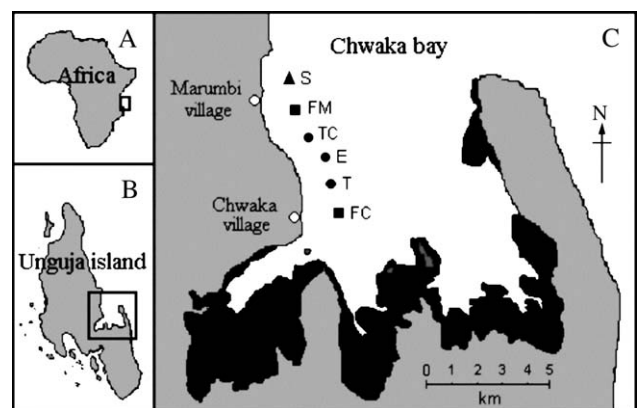 A
Africa
B
Unguja island
C
Chwaka bay
S
Marumbi
village
FM
TC
E
T
Chwaka
village
FC
N
0 1 2 3 4 5
km